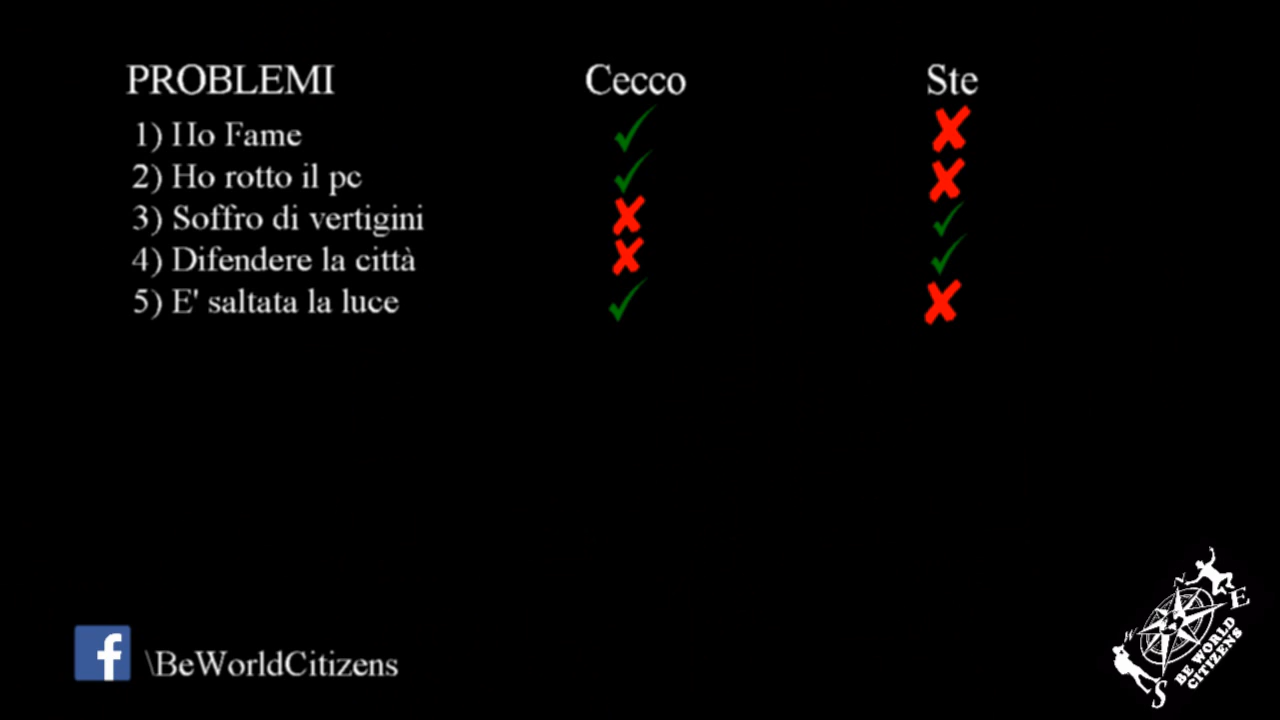 PROBLEMI Cecco Ste
1) Ho Fame ✓ ✗
2) Ho rotto il pc ✓ ✗
3) Soffro di vertigini ✗ ✓
4) Difendere la città ✗ ✓
5) E' saltata la luce ✓ ✗
f \BeWorldCitizens
N
E
W
S
BE WORLD
CITIZENS